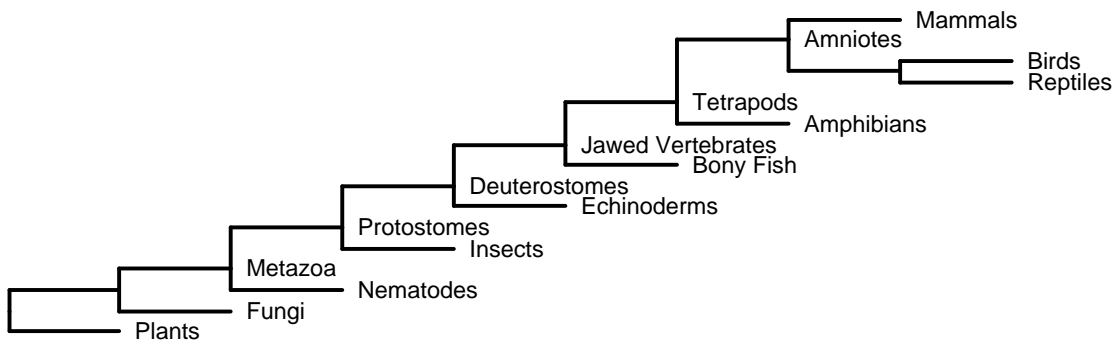 Mammals
Amniotes
Birds
Reptiles
Tetrapods
Amphibians
Jawed Vertebrates
Bony Fish
Deuterostomes
Echinoderms
Protostomes
Insects
Metazoa
Nematodes
Fungi
Plants